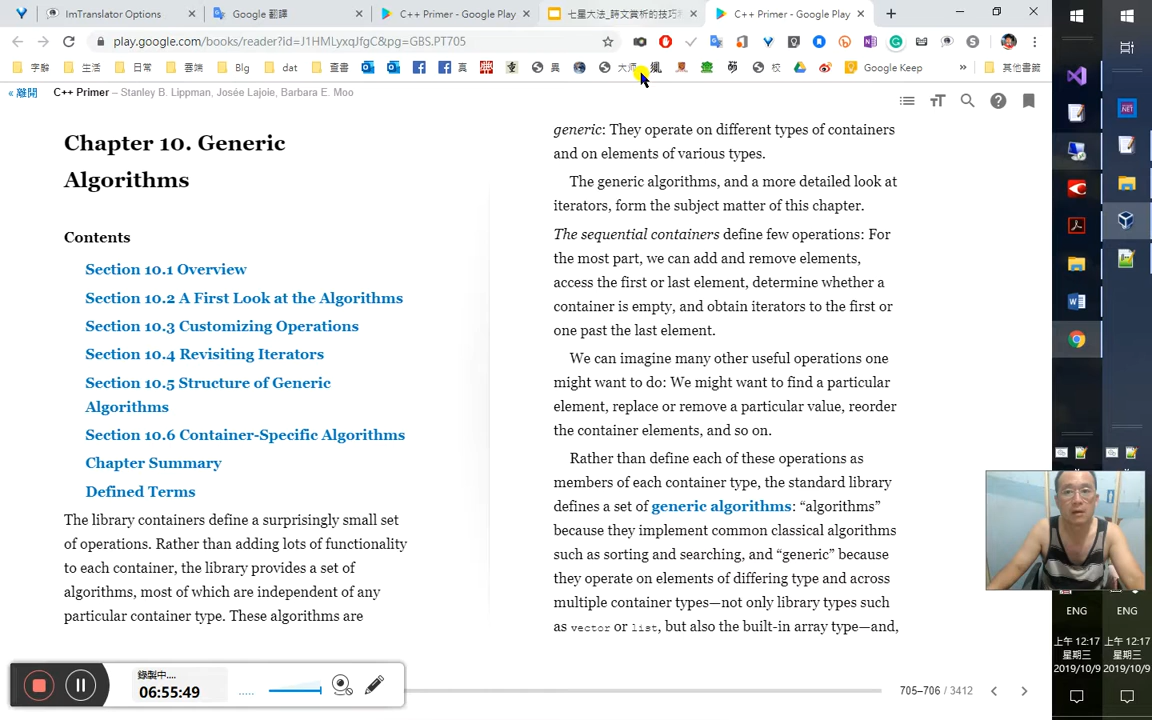 ImTranslator Options
Google 翻譯
C++ Primer - Google Play
七星大法_詩文賞析的技巧
C++ Primer - Google Play
play.google.com/books/reader?id=J1HMLyxqJfgC&pg=GBS.PT705
字辭
生活
日常
雲端
Blg
dat
查書
真
異
大师
校
Google Keep
»
其他書籤
« 離開
C++ Primer – Stanley B. Lippman, Josée Lajoie, Barbara E. Moo
Chapter 10. Generic
Algorithms
Contents
Section 10.1 Overview
Section 10.2 A First Look at the Algorithms
Section 10.3 Customizing Operations
Section 10.4 Revisiting Iterators
Section 10.5 Structure of Generic
Algorithms
Section 10.6 Container-Specific Algorithms
Chapter Summary
Defined Terms
The library containers define a surprisingly small set
of operations. Rather than adding lots of functionality
to each container, the library provides a set of
algorithms, most of which are independent of any
particular container type. These algorithms are
generic: They operate on different types of containers
and on elements of various types.
The generic algorithms, and a more detailed look at
iterators, form the subject matter of this chapter.
The sequential containers define few operations: For
the most part, we can add and remove elements,
access the first or last element, determine whether a
container is empty, and obtain iterators to the first or
one past the last element.
We can imagine many other useful operations one
might want to do: We might want to find a particular
element, replace or remove a particular value, reorder
the container elements, and so on.
Rather than define each of these operations as
members of each container type, the standard library
defines a set of generic algorithms: “algorithms”
because they implement common classical algorithms
such as sorting and searching, and “generic” because
they operate on elements of differing type and across
multiple container types—not only library types such
as vector or list, but also the built-in array type—and,
705–706 / 3412
錄製中....
06:55:49
ENG
ENG
上午 12:17
上午 12:17
星期三
星期三
2019/10/9
2019/10/9